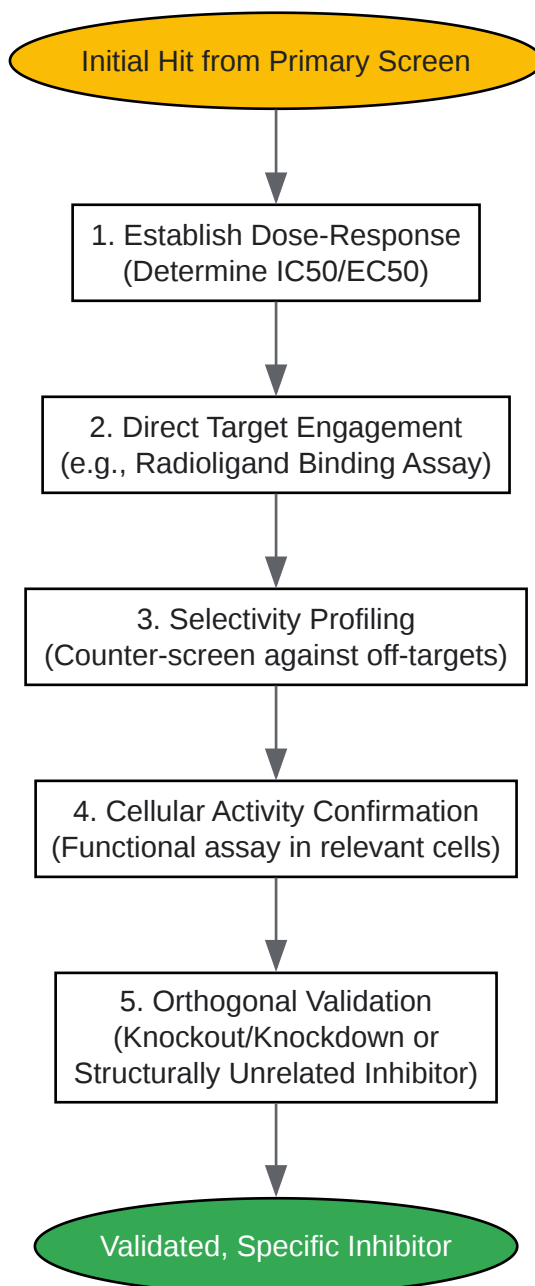 Initial Hit from Primary Screen
1. Establish Dose-Response
(Determine IC50/EC50)
2. Direct Target Engagement
(e.g., Radioligand Binding Assay)
3. Selectivity Profiling
(Counter-screen against off-targets)
4. Cellular Activity Confirmation
(Functional assay in relevant cells)
5. Orthogonal Validation
(Knockout/Knockdown or
Structurally Unrelated Inhibitor)
Validated, Specific Inhibitor